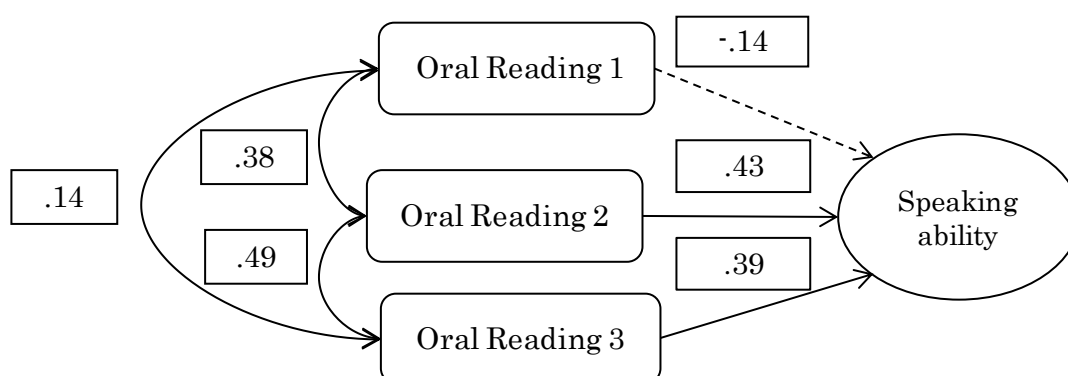 Oral Reading 1
-.14
.38
.14
.43
Oral Reading 2
Speaking
ability
.49
.39
Oral Reading 3